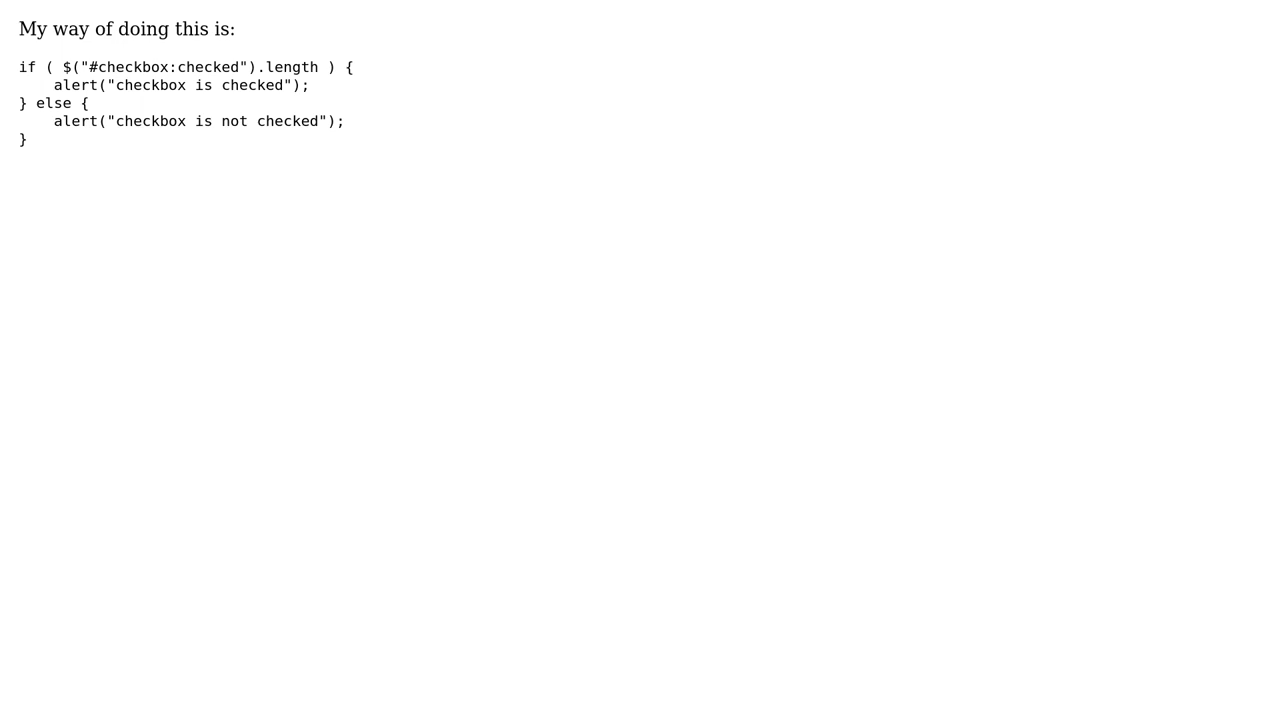 My way of doing this is:
if ( $("#checkbox:checked").length ) {
    alert("checkbox is checked");
} else {
    alert("checkbox is not checked");
}